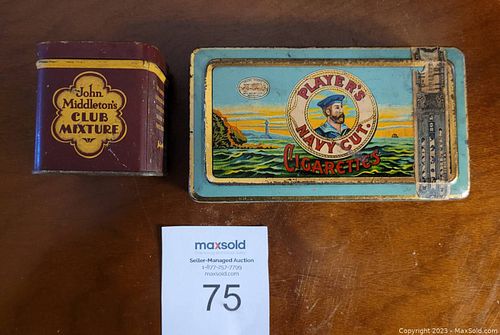 John
Middleton's
CLUB
MIXTURE
PLAYER'S
NAVY CUT.
CIGARETTES
maxsold
Seller-Managed Auction
1-877-257-7799
maxsold.com
75
Copyright © 2023 - MaxSold.com